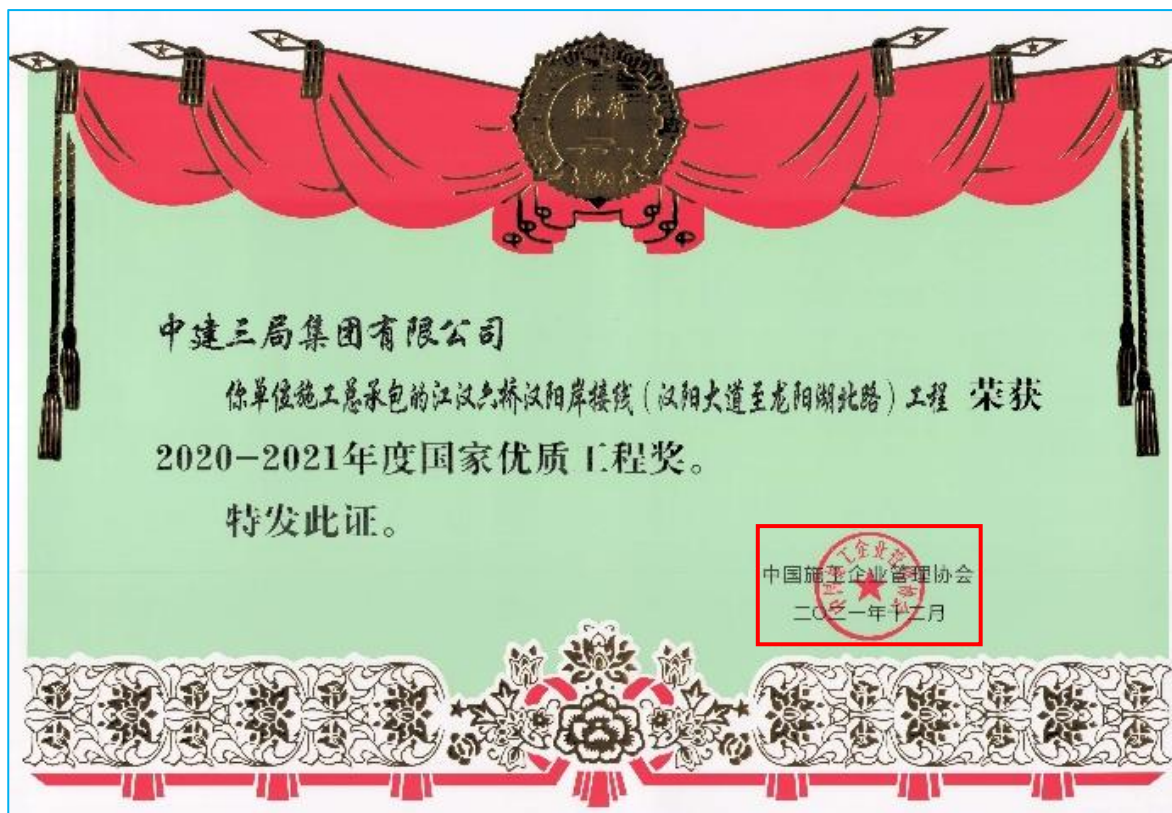 优质
中建三局集团有限公司
你单位施工总承包的江汉六桥汉阳岸接线（汉阳大道至龙阳湖北路）工程 荣获
2020-2021年度国家优质工程奖。
特发此证。
中国施工企业管理协会
二〇二一年十二月